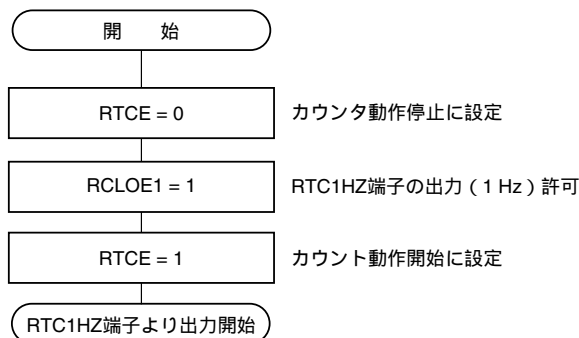 開　始
RTCE = 0　カウンタ動作停止に設定
RCLOE1 = 1　RTC1HZ端子の出力（1 Hz）許可
RTCE = 1　カウント動作開始に設定
RTC1HZ端子より出力開始